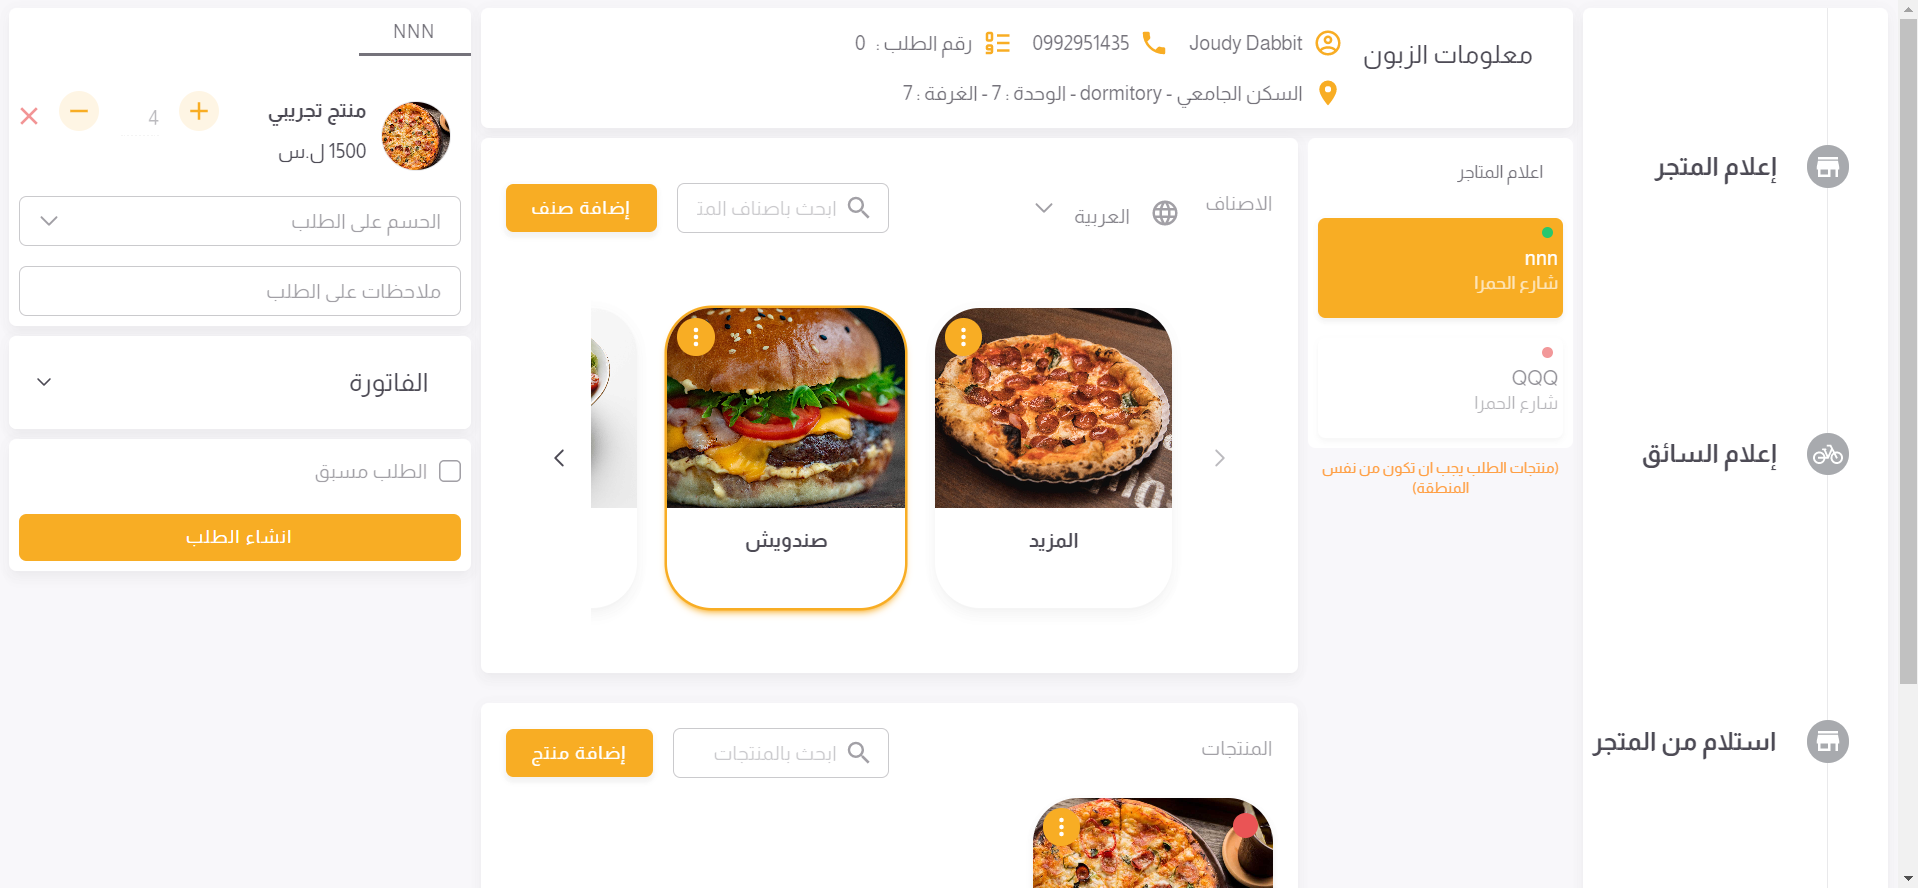 إعلام المتجر
إعلام السائق
استلام من المتجر
معلومات الزبون
Joudy Dabbit
0992951435
رقم الطلب : 0
السكن الجامعي - dormitory - الوحدة : 7 - الغرفة : 7
اعلام المتاجر
nnn
شارع الحمرا
QQQ
شارع الحمرا
(منتجات الطلب يجب ان تكون من نفس
المنطقة)
الاصناف
العربية
ابحث باصناف المت
إضافة صنف
المزيد
صندويش
المنتجات
ابحث بالمنتجات
إضافة منتج
NNN
منتج تجريبي
1500 ل.س
4
الحسم على الطلب
ملاحظات على الطلب
الفاتورة
الطلب مسبق
انشاء الطلب